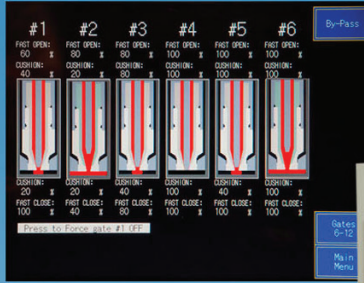 #1 #2 #3 #4 #5 #6
By-Pass
FAST OPEN: FAST OPEN: FAST OPEN: FAST OPEN: FAST OPEN: FAST OPEN:
60 % 80 % 80 % 100 % 100 % 100 %
CUSHION: CUSHION: CUSHION: CUSHION: CUSHION: CUSHION:
40 % 20 % 80 % 100 % 100 % 100 %
CUSHION: CUSHION: CUSHION: CUSHION: CUSHION: CUSHION:
20 % 20 % 40 % 100 % 40 % 100 %
FAST CLOSE: FAST CLOSE: FAST CLOSE: FAST CLOSE: FAST CLOSE: FAST CLOSE:
100 % 40 % 80 % 100 % 100 % 100 %
Press to Force gate #1 OFF
Gates
6-12
Main
Menu